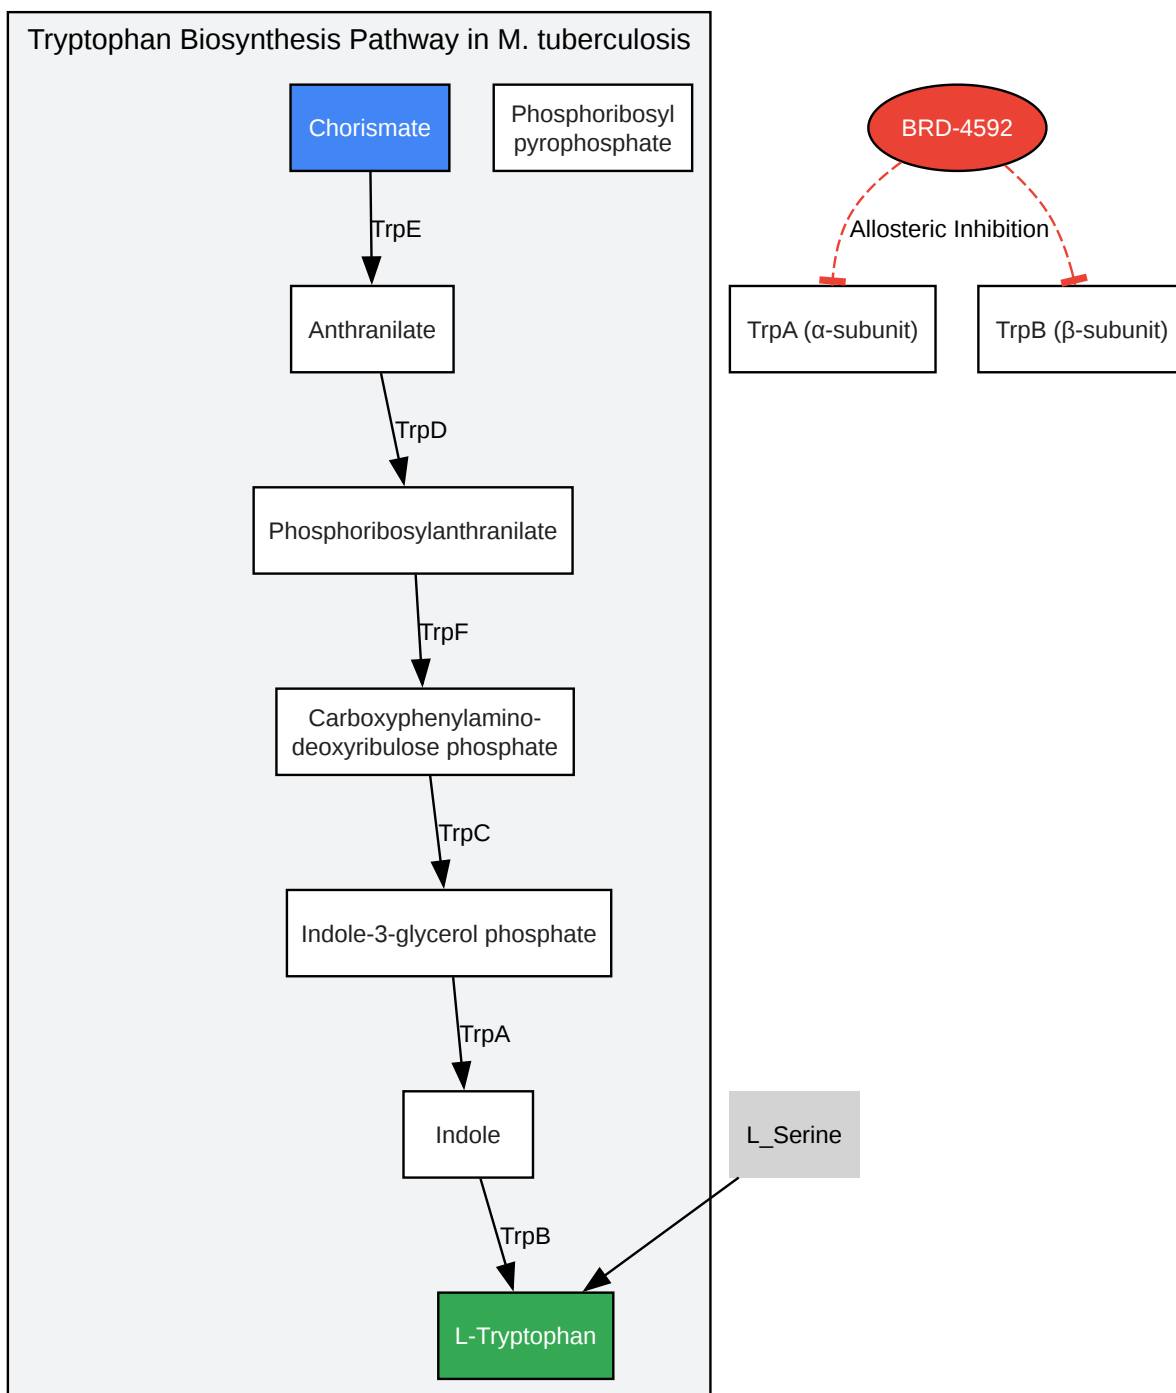 Tryptophan Biosynthesis Pathway in M. tuberculosis
Chorismate
Phosphoribosyl
pyrophosphate
BRD-4592
TrpE
Allosteric Inhibition
Anthranilate
TrpA (α-subunit)
TrpB (β-subunit)
TrpD
Phosphoribosylanthranilate
TrpF
Carboxyphenylamino-
deoxyribulose phosphate
TrpC
Indole-3-glycerol phosphate
TrpA
Indole
L_Serine
TrpB
L-Tryptophan